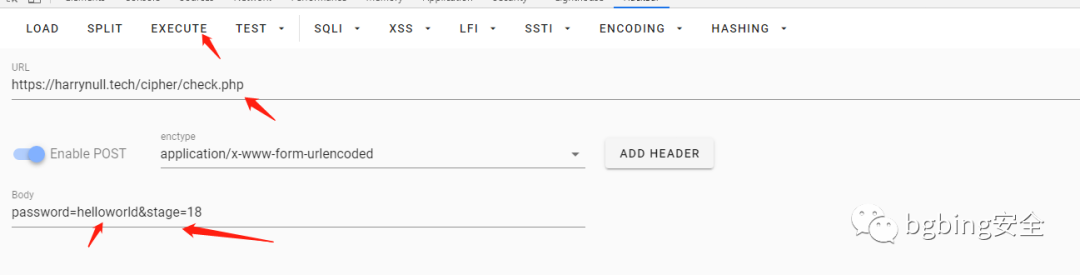 LOAD SPLIT EXECUTE TEST SQLI XSS LFI SSTI ENCODING HASHING
URL
https://harrynull.tech/cipher/check.php
enctype
Enable POST application/x-www-form-urlencoded ADD HEADER
Body
password=helloworld&stage=18
bgbing安全